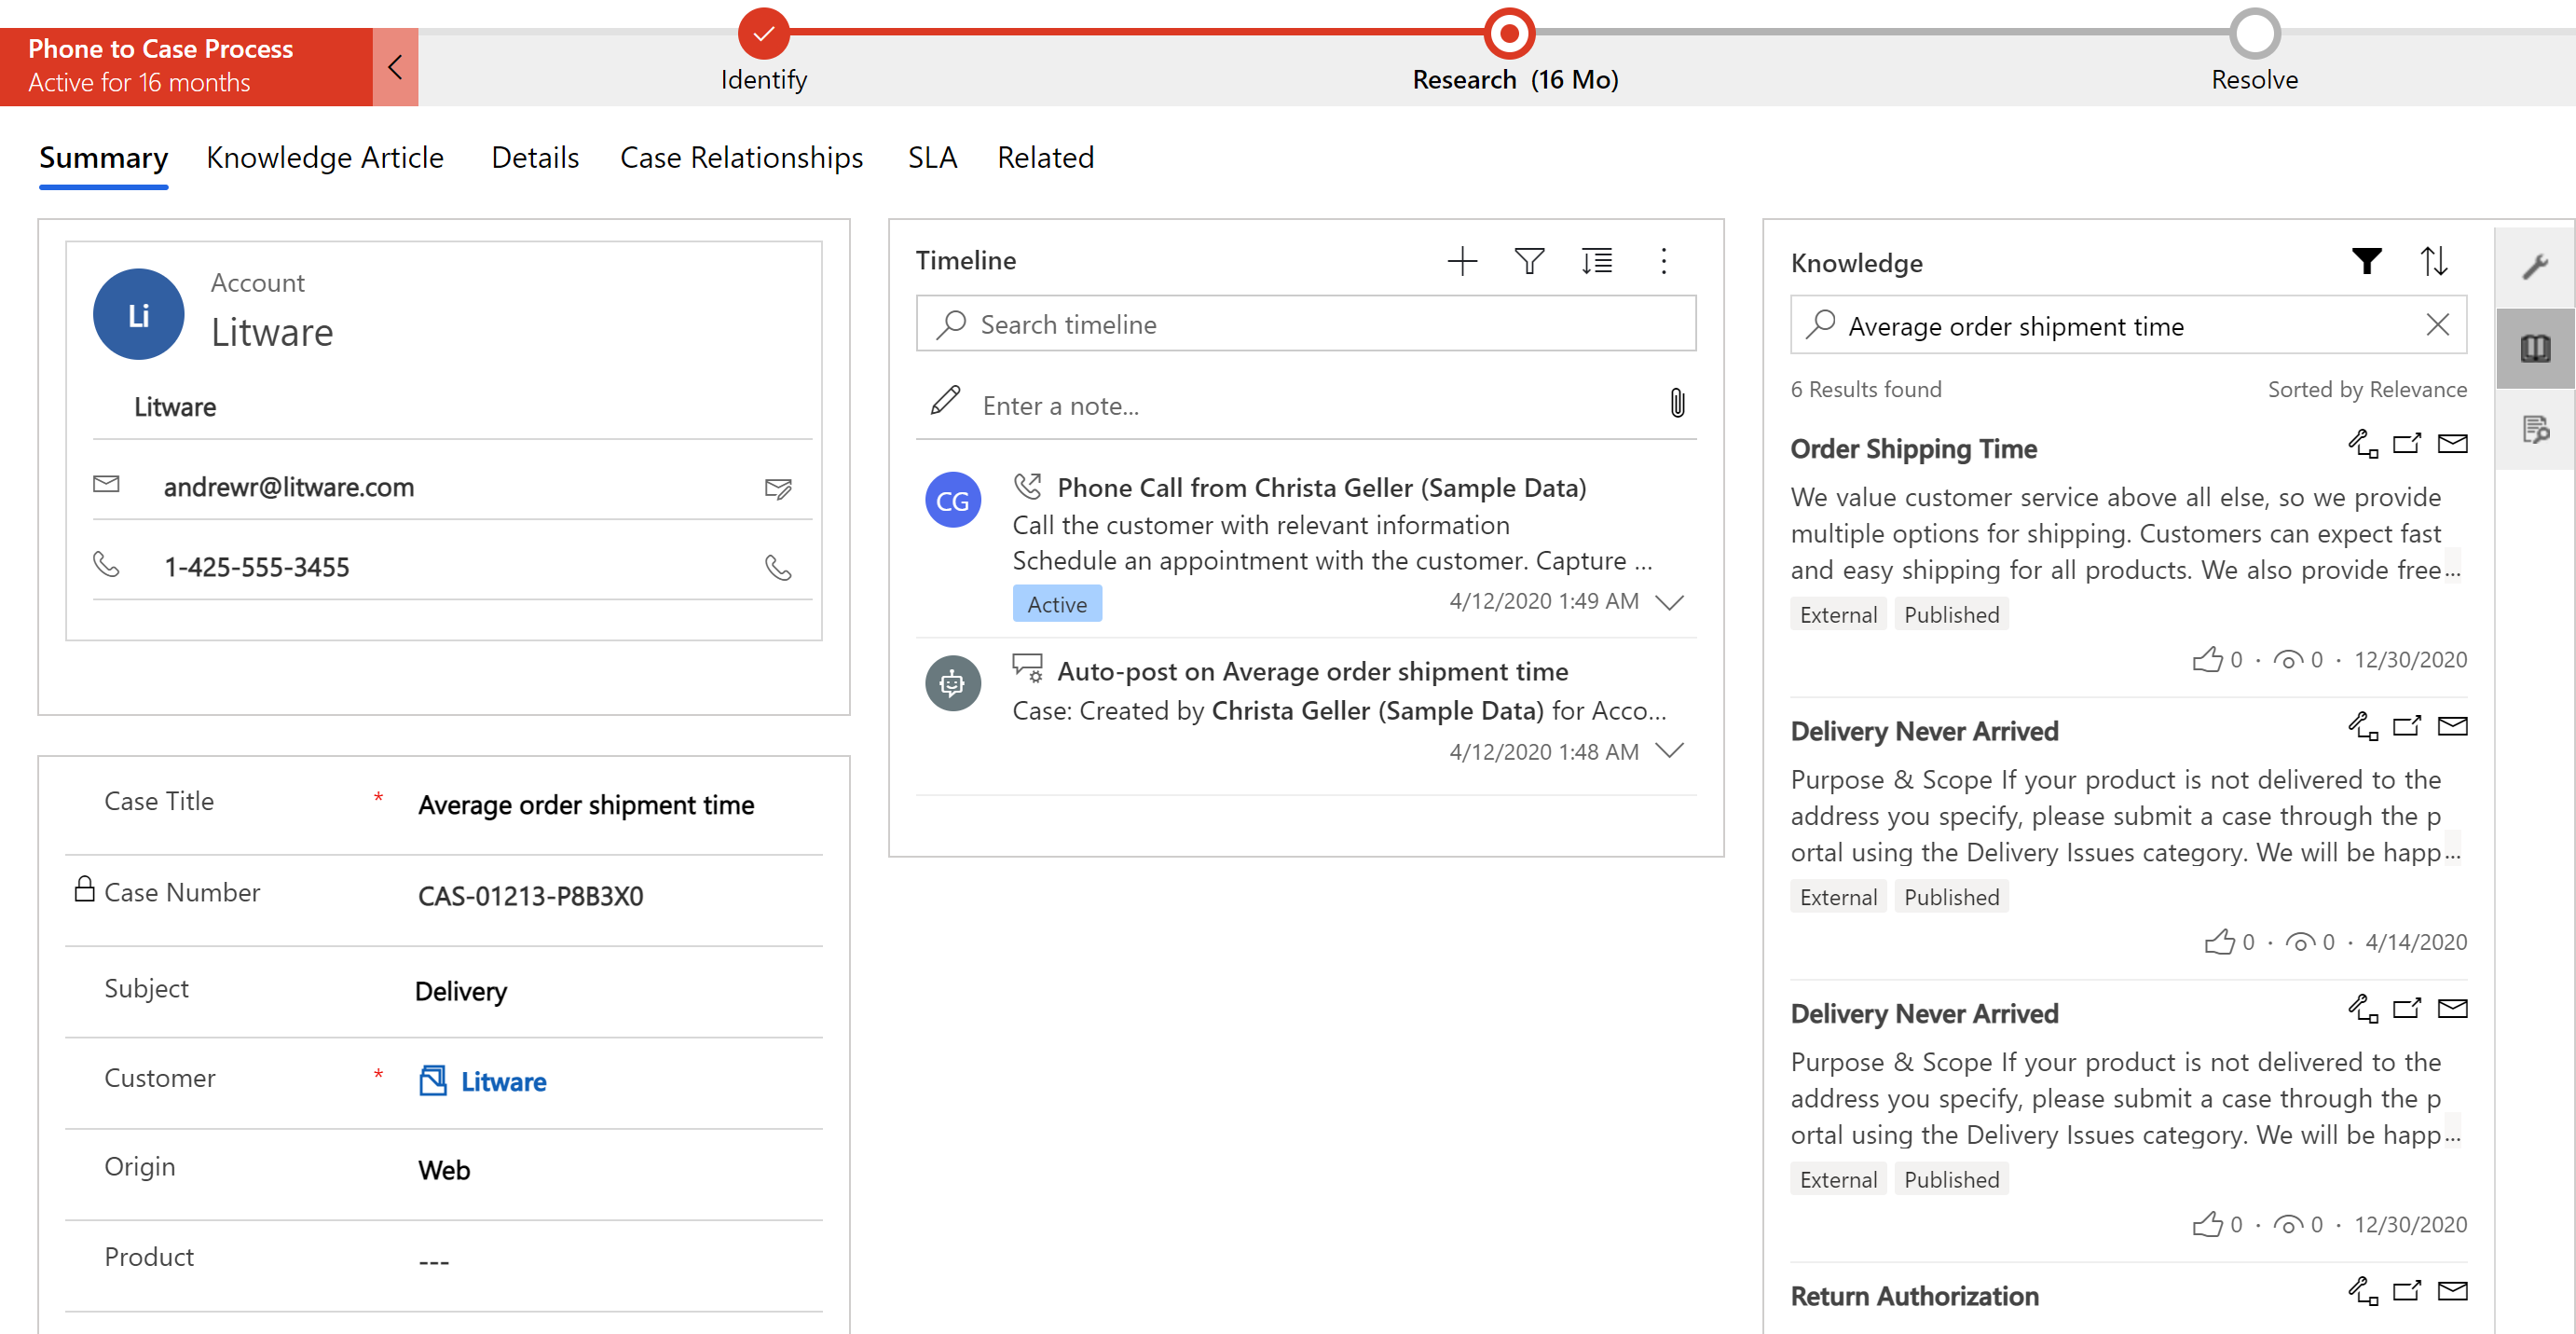 Phone to Case Process
Active for 16 months
Identify
Research (16 Mo)
Resolve
Summary
Knowledge Article
Details
Case Relationships
SLA
Related
Li
Account
Litware
Litware
andrewr@litware.com
1-425-555-3455
Case Title * Average order shipment time
Case Number CAS-01213-P8B3X0
Subject Delivery
Customer * Litware
Origin Web
Product ---
Timeline
Search timeline
Enter a note...
CG
Phone Call from Christa Geller (Sample Data)
Call the customer with relevant information
Schedule an appointment with the customer. Capture ...
Active
4/12/2020 1:49 AM
Auto-post on Average order shipment time
Case: Created by Christa Geller (Sample Data) for Acco...
4/12/2020 1:48 AM
Knowledge
Average order shipment time
6 Results found
Sorted by Relevance
Order Shipping Time
We value customer service above all else, so we provide
multiple options for shipping. Customers can expect fast
and easy shipping for all products. We also provide free...
External Published
0 · 0 · 12/30/2020
Delivery Never Arrived
Purpose & Scope If your product is not delivered to the
address you specify, please submit a case through the p
ortal using the Delivery Issues category. We will be happ...
External Published
0 · 0 · 4/14/2020
Delivery Never Arrived
Purpose & Scope If your product is not delivered to the
address you specify, please submit a case through the p
ortal using the Delivery Issues category. We will be happ...
External Published
0 · 0 · 12/30/2020
Return Authorization